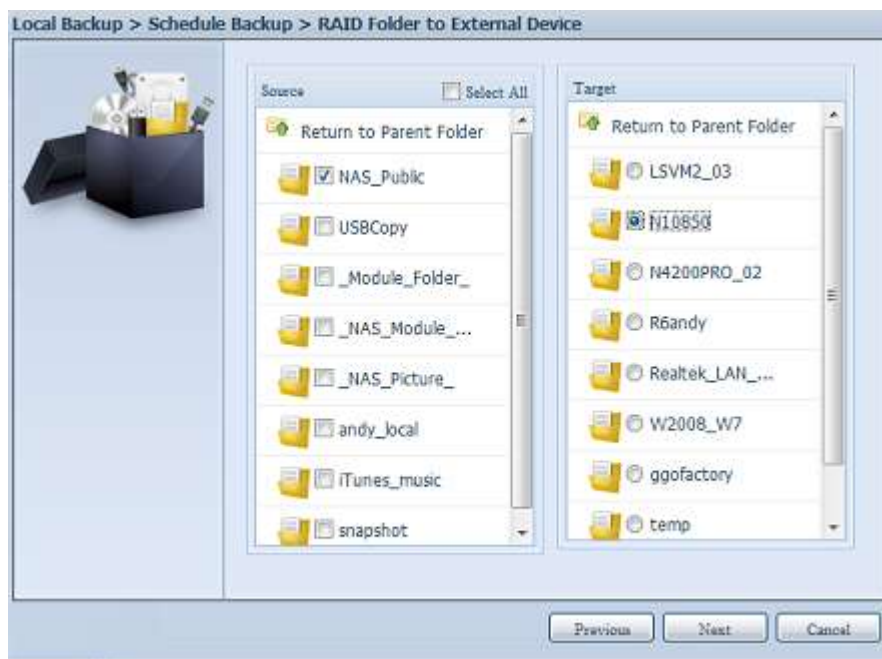 Local Backup > Schedule Backup > RAID Folder to External Device
Source
Select All
Return to Parent Folder
NAS_Public
USBCopy
_Module_Folder_
_NAS_Module_...
_NAS_Picture_
andy_local
iTunes_music
snapshot
Target
Return to Parent Folder
LSVM2_03
N10850
N4200PRO_02
R6andy
Realtek_LAN_...
W2008_W7
ggofactory
temp
Previous
Next
Cancel